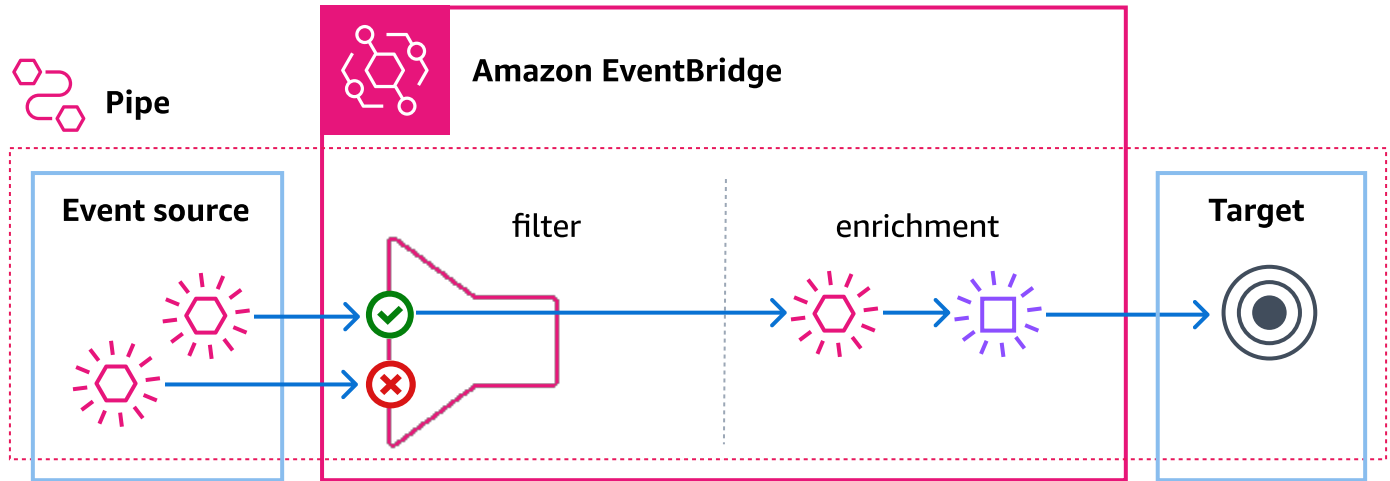 Amazon EventBridge
Pipe
Event source
filter
enrichment
Target